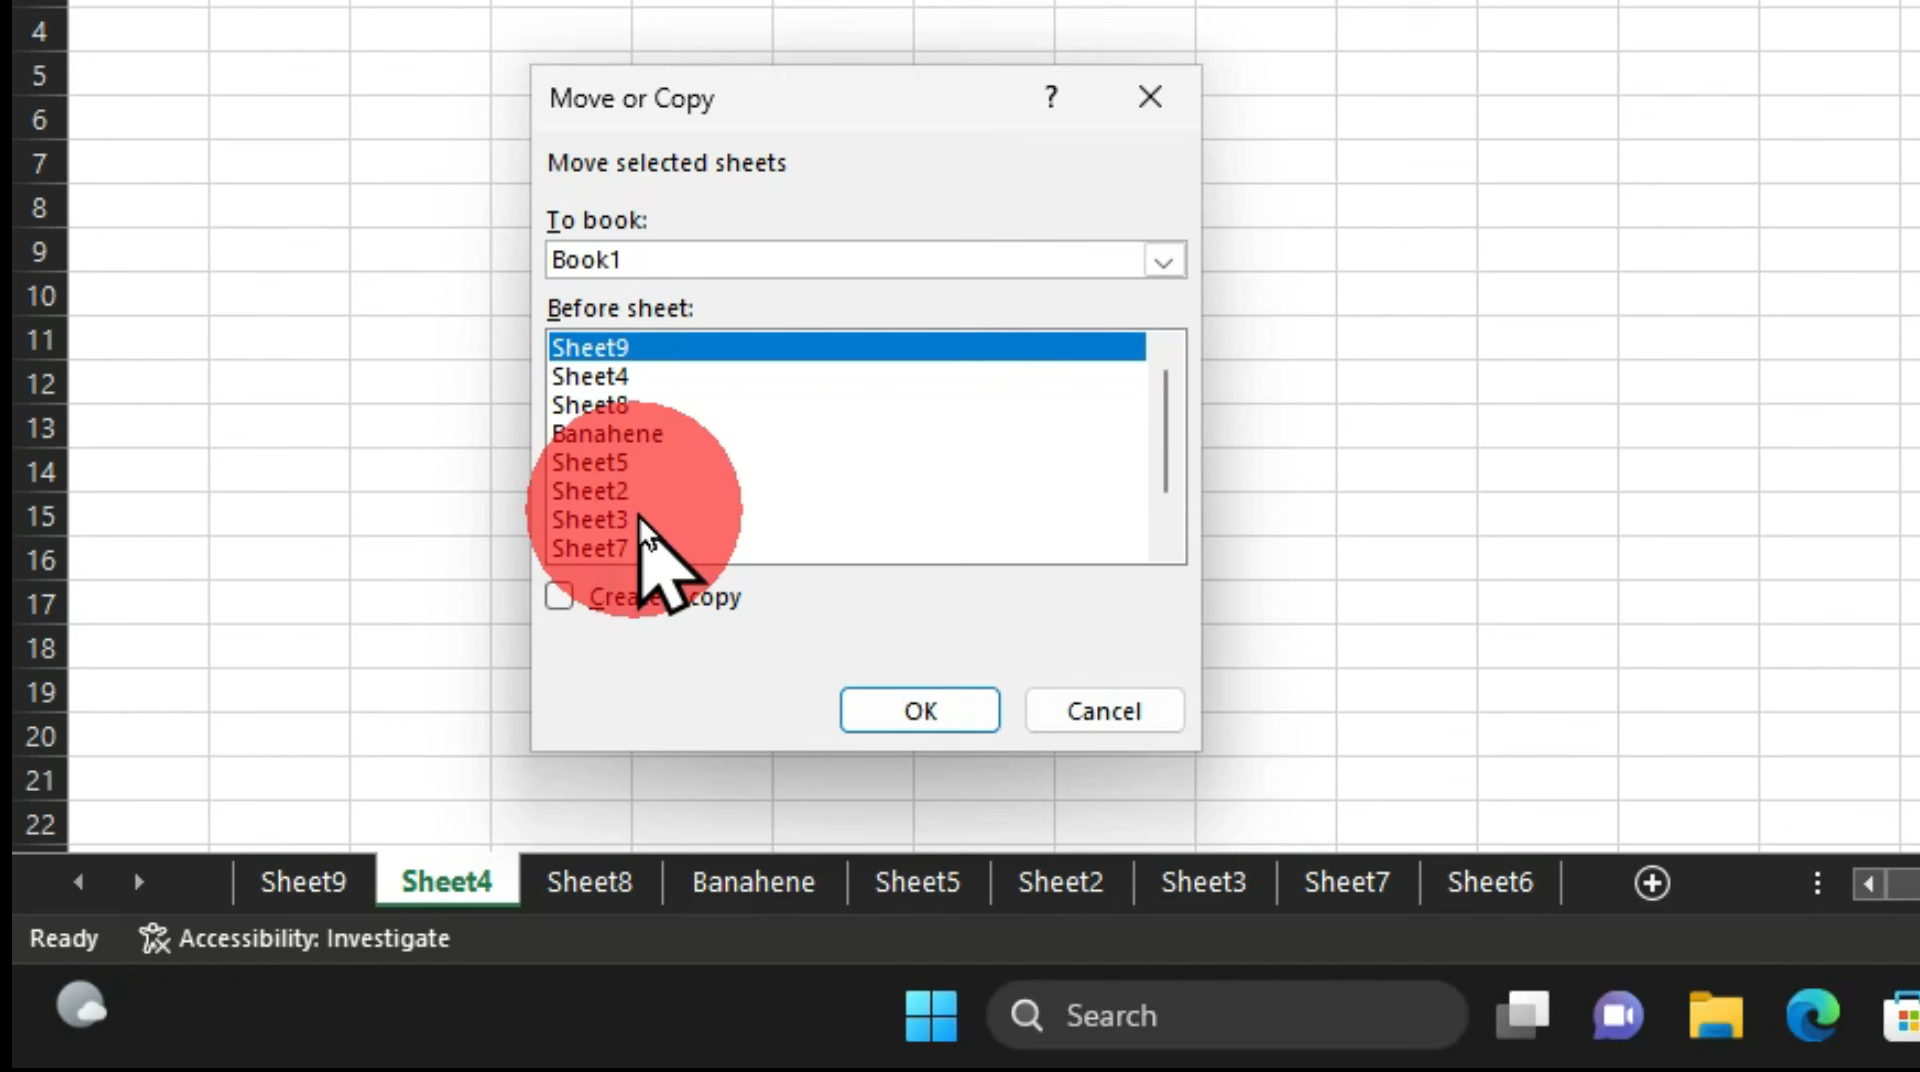 4
5
6
7
8
9
10
11
12
13
14
15
16
17
18
19
20
21
22
Move or Copy ?
Move selected sheets
To book:
Book1
Before sheet:
Sheet9
Sheet4
Sheet8
Banahene
Sheet5
Sheet2
Sheet3
Sheet7
copy
OK Cancel
Sheet9 Sheet4 Sheet8 Banahene Sheet5 Sheet2 Sheet3 Sheet7 Sheet6
Ready Accessibility: Investigate
Search